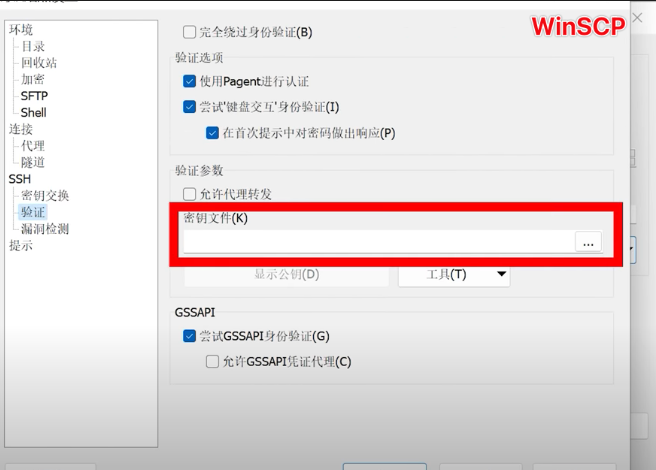 WinSCP
环境
目录
回收站
加密
SFTP
Shell
连接
代理
隧道
SSH
密钥交换
验证
漏洞检测
提示
完全绕过身份验证(B)
验证选项
使用Pagent进行认证
尝试'键盘交互'身份验证(I)
在首次提示中对密码做出响应(P)
验证参数
允许代理转发
密钥文件(K)
...
显示公钥(D)
工具(T)
GSSAPI
尝试GSSAPI身份验证(G)
允许GSSAPI凭证代理(C)